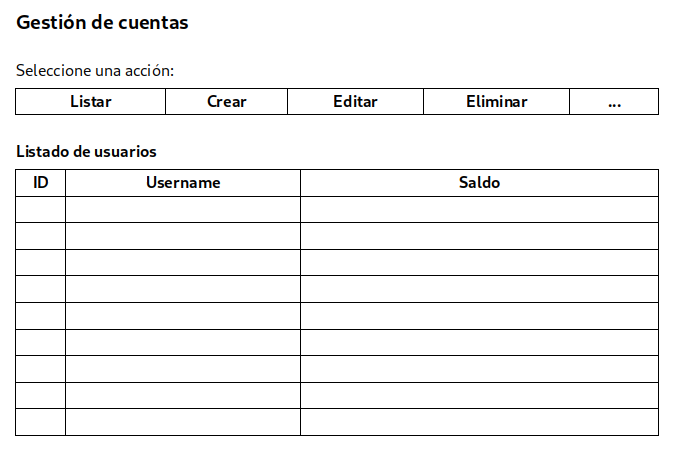 Gestión de cuentas
Seleccione una acción:
Listar Crear Editar Eliminar ...
Listado de usuarios
ID Username Saldo